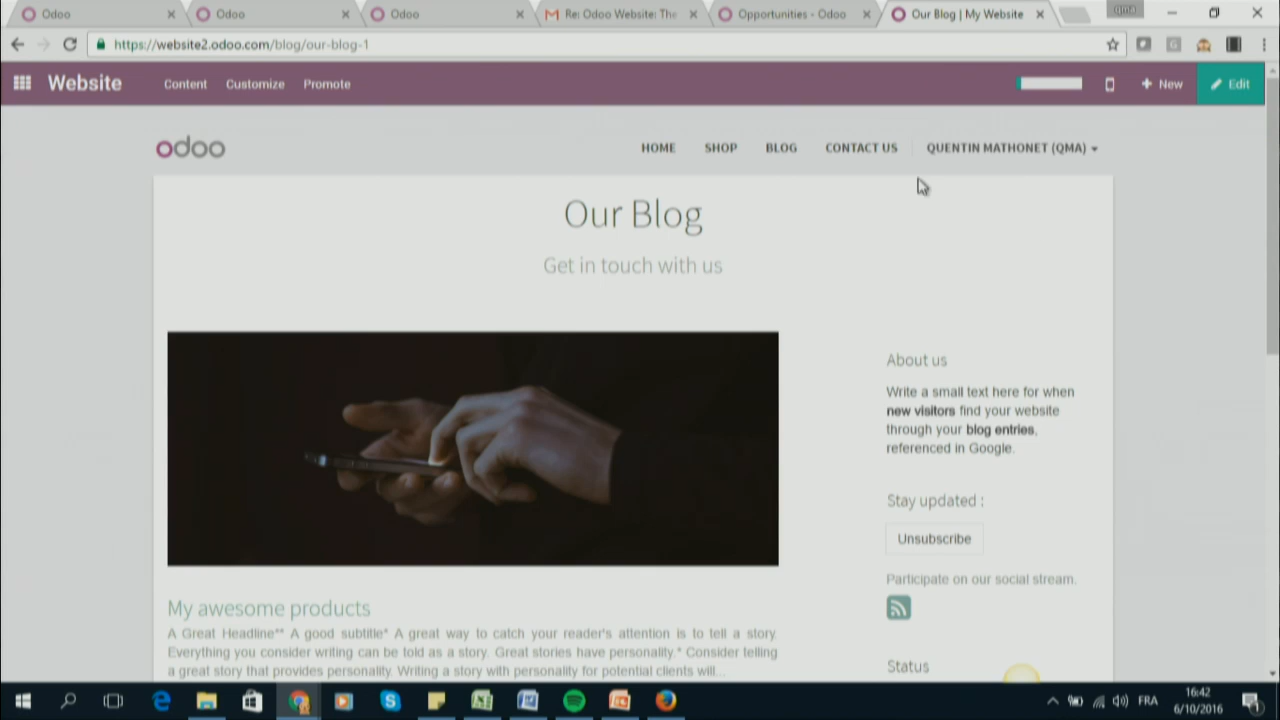 Odoo
Odoo
Odoo
Re: Odoo Website: The
Opportunities - Odoo
Our Blog | My Website
qma
https://website2.odoo.com/blog/our-blog-1
Website
Content
Customize
Promote
New
Edit
odoo
HOME
SHOP
BLOG
CONTACT US
QUENTIN MATHONET (QMA)
Our Blog
Get in touch with us
About us
Write a small text here for when
new visitors find your website
through your blog entries,
referenced in Google.
Stay updated :
Unsubscribe
Participate on our social stream.
Status
My awesome products
A Great Headline** A good subtitle* A great way to catch your reader's attention is to tell a story.
Everything you consider writing can be told as a story. Great stories have personality.* Consider telling
a great story that provides personality. Writing a story with personality for potential clients will...
FRA
16:42
6/10/2016